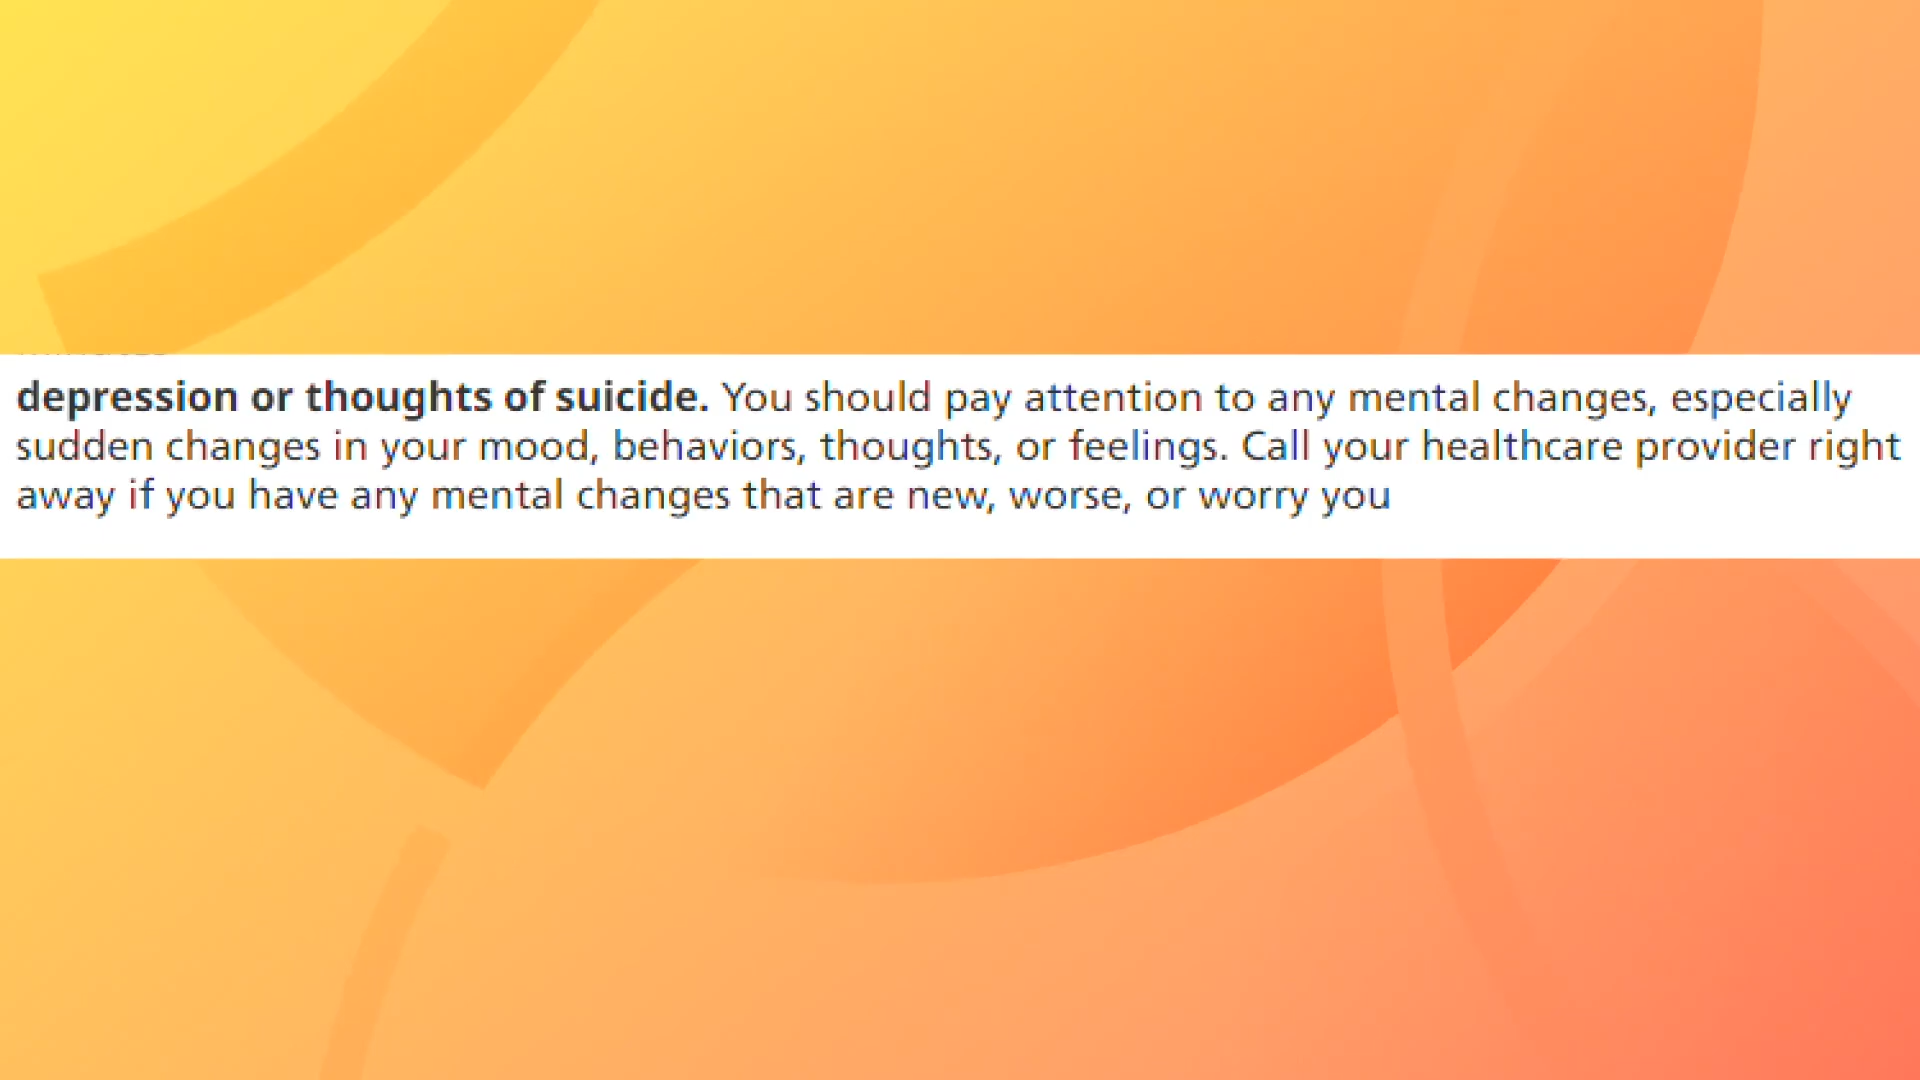 depression or thoughts of suicide. You should pay attention to any mental changes, especially
sudden changes in your mood, behaviors, thoughts, or feelings. Call your healthcare provider right
away if you have any mental changes that are new, worse, or worry you